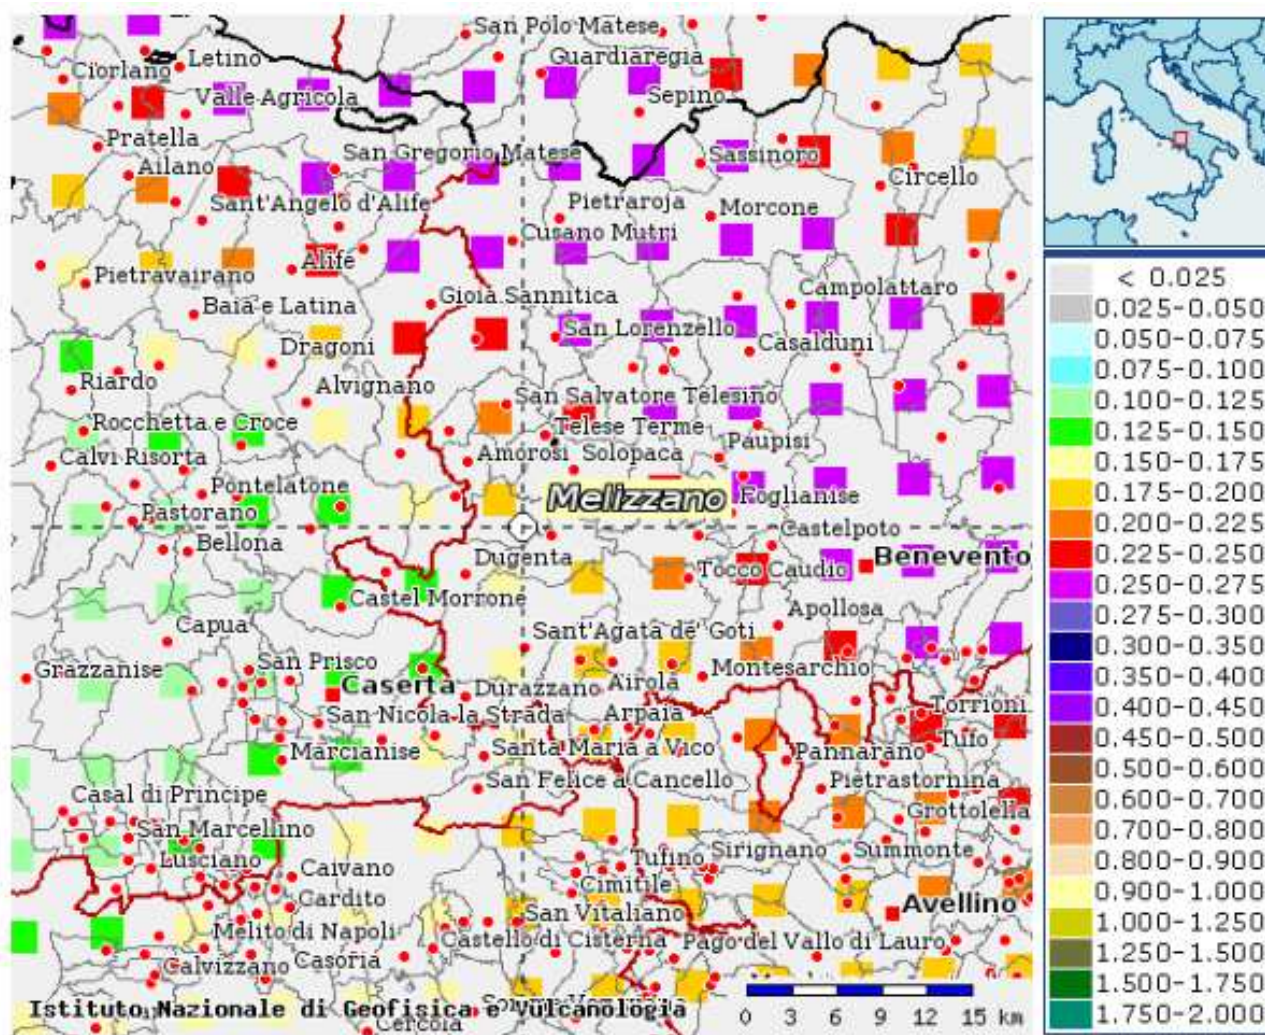 San Polo Matese
Letino
Guardiaregia
Ciorlano
Valle Agricola
Sepino
Pratella
San Gregorio Matese
Sassinoro
Ailano
Circello
Sant'Angelo d'Alife
Pietraroja
Morcone
Cusano Mutri
Alife
Pietravairano
Campolattaro
Baia e Latina
Gioia Sannitica
San Lorenzello
Dragoni
Casalduni
Riardo
Alvignano
San Salvatore Telesino
Rocchetta e Croce
Telese Terme
Paupisi
Calvi Risorta
Amorosi
Solopaca
Pontelatone
Melizzano
Foglianise
Pastorano
Castelpoto
Bellona
Dugenta
Benevento
Tocco Caudio
Castel Morrone
Apollosa
Capua
Sant'Agata de' Goti
Grazzanise
San Prisco
Montesarchio
Caserta
Durazzano
Airola
San Nicola la Strada
Arpaia
Torrioni
Marcianise
Santa Maria a Vico
Pannarano
Tufo
San Felice a Cancello
Pietrastornina
Casal di Principe
Grottolella
San Marcellino
Lusciano
Caivano
Tufino
Sirignano
Summonte
Cimitile
Cardito
Avellino
San Vitaliano
Melito di Napoli
Castello di Cisterna
Pago del Vallo di Lauro
Calvizzano
Casoria
Istituto Nazionale di Geofisica e Vulcanologia
Cercola
0 3 6 9 12 15 km
< 0.025
0.025-0.050
0.050-0.075
0.075-0.100
0.100-0.125
0.125-0.150
0.150-0.175
0.175-0.200
0.200-0.225
0.225-0.250
0.250-0.275
0.275-0.300
0.300-0.350
0.350-0.400
0.400-0.450
0.450-0.500
0.500-0.600
0.600-0.700
0.700-0.800
0.800-0.900
0.900-1.000
1.000-1.250
1.250-1.500
1.500-1.750
1.750-2.000